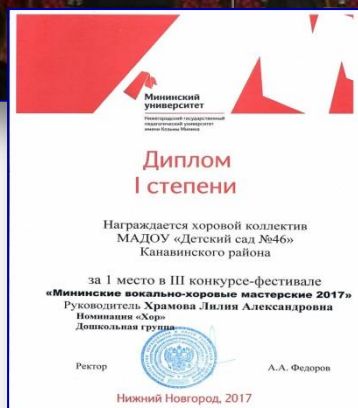 Мининский
университет
Нижегородский государственный
педагогический университет
имени Козьмы Минина
Диплом
I степени
Награждается хоровой коллектив
МАДОУ «Детский сад №46»
Канавинского района
за 1 место в III конкурсе-фестивале
«Мининские вокально-хоровые мастерские 2017»
Руководитель Храмова Лилия Александровна
Номинация «Хор»
Дошкольная группа
Ректор А.А. Федоров
Нижний Новгород, 2017